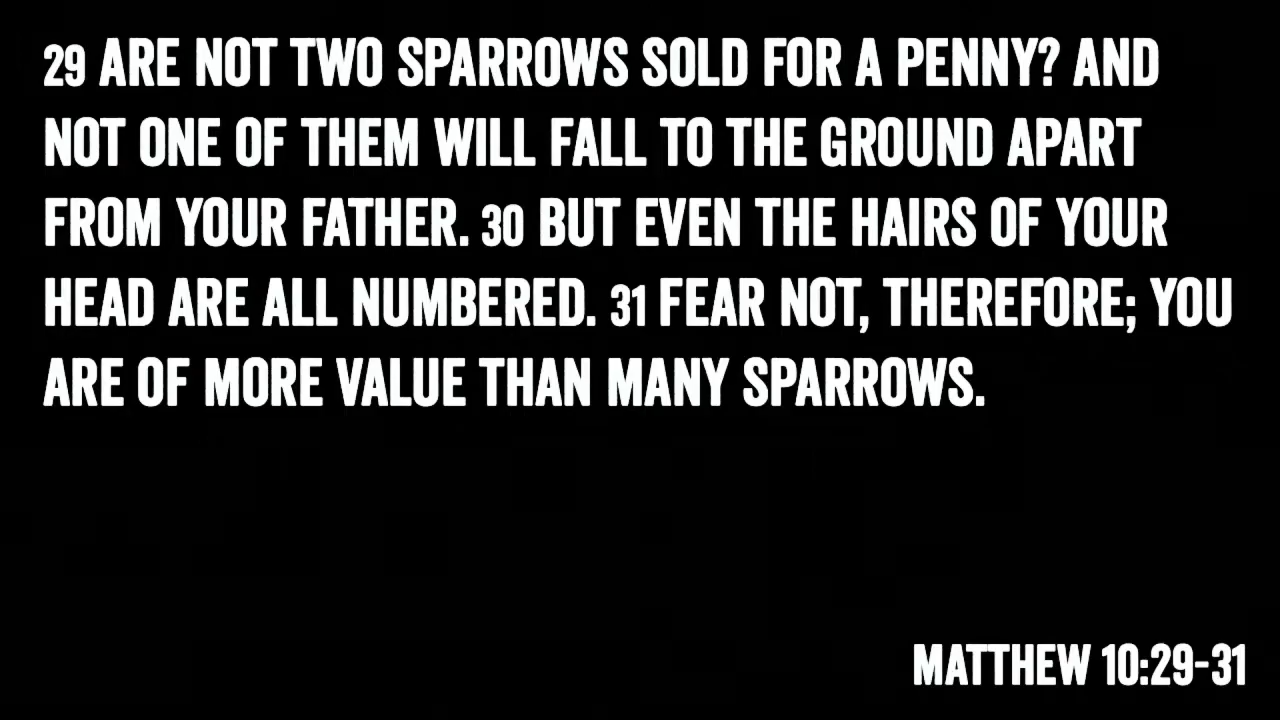 29 ARE NOT TWO SPARROWS SOLD FOR A PENNY? AND
NOT ONE OF THEM WILL FALL TO THE GROUND APART
FROM YOUR FATHER. 30 BUT EVEN THE HAIRS OF YOUR
HEAD ARE ALL NUMBERED. 31 FEAR NOT, THEREFORE; YOU
ARE OF MORE VALUE THAN MANY SPARROWS.
MATTHEW 10:29-31